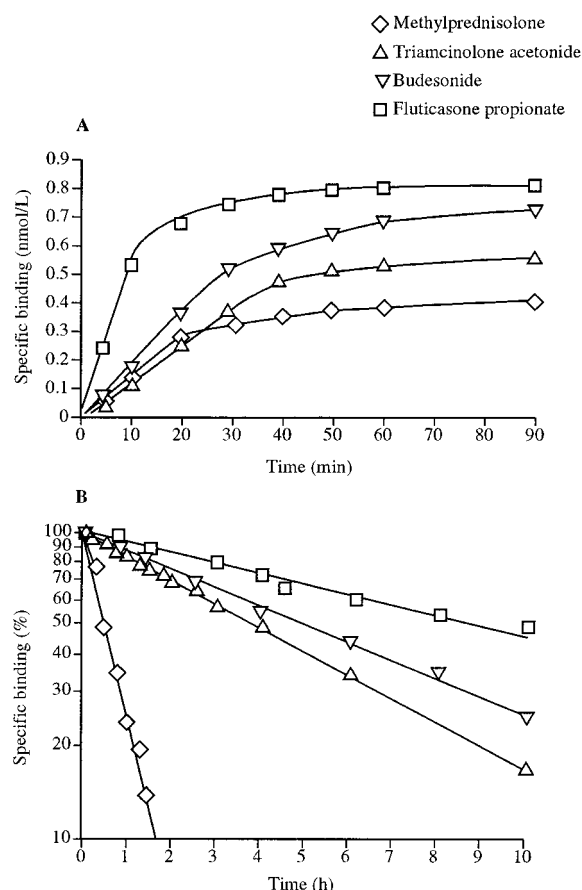 Methylprednisolone
Triamcinolone acetonide
Budesonide
Fluticasone propionate
A
Specific binding (nmol/L)
0.9
0.8
0.7
0.6
0.5
0.4
0.3
0.2
0.1
0
0 10 20 30 40 50 60 70 80 90
Time (min)
B
Specific binding (%)
100
90
80
70
60
50
40
30
20
10
0 1 2 3 4 5 6 7 8 9 10
Time (h)